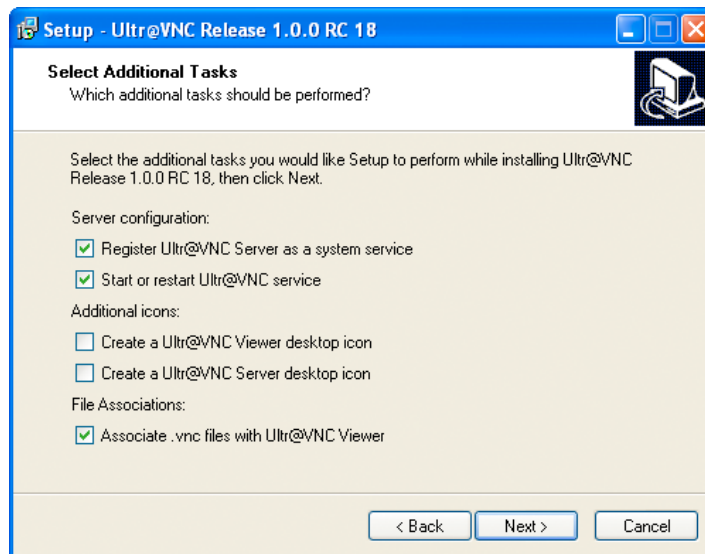 Setup - Ultr@VNC Release 1.0.0 RC 18
Select Additional Tasks
Which additional tasks should be performed?
Select the additional tasks you would like Setup to perform while installing Ultr@VNC
Release 1.0.0 RC 18, then click Next.
Server configuration:
Register Ultr@VNC Server as a system service
Start or restart Ultr@VNC service
Additional icons:
Create a Ultr@VNC Viewer desktop icon
Create a Ultr@VNC Server desktop icon
File Associations:
Associate .vnc files with Ultr@VNC Viewer
< Back Next > Cancel